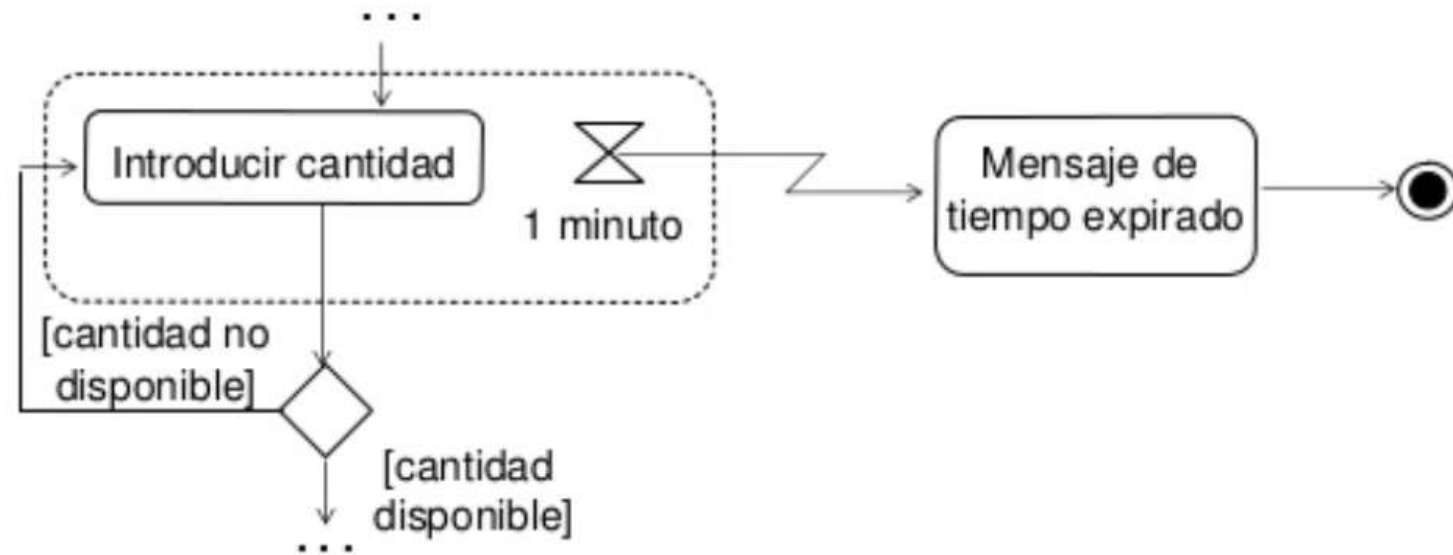 ...
Introducir cantidad
1 minuto
Mensaje de
tiempo expirado
[cantidad no
disponible]
[cantidad
disponible]
...